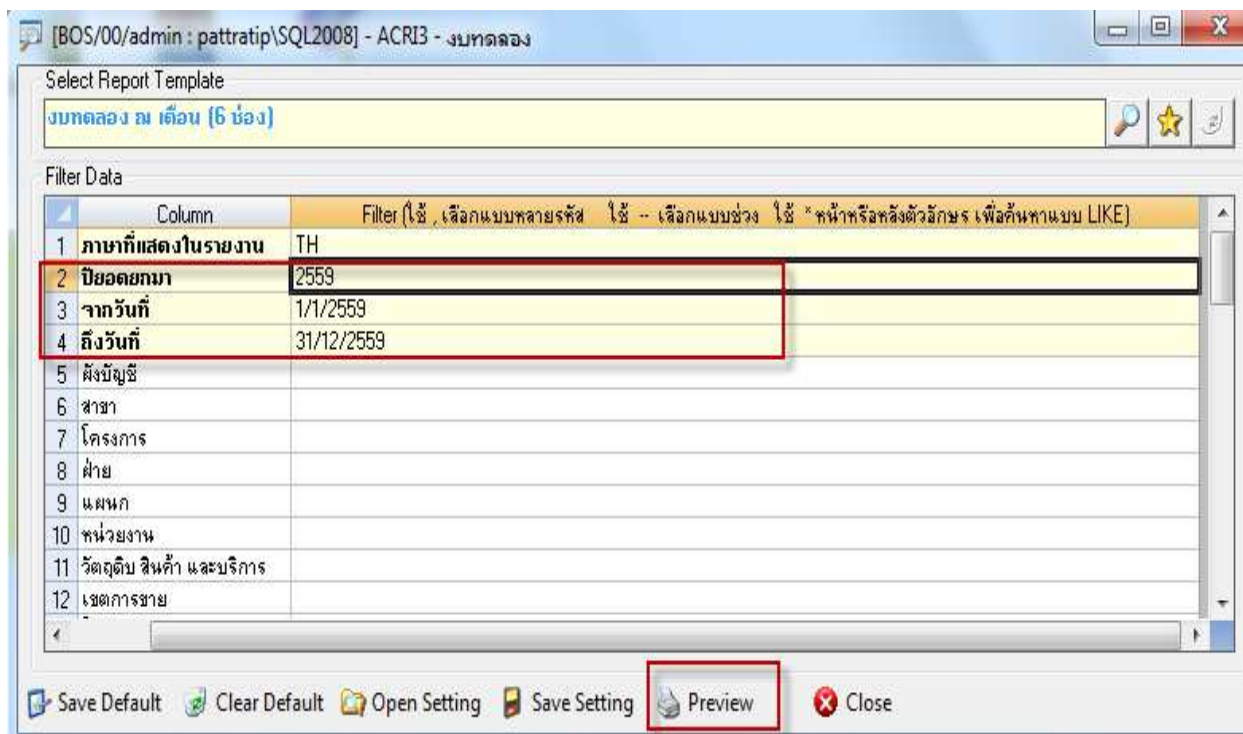 [BOS/00/admin : pattratip\SQL2008] - ACRI3 - งบทดลอง
Select Report Template
งบทดลอง ณ เดือน (6 ช่อง)
Filter Data
Column Filter (ใช้ , เลือกแบบหลายรหัส ใช้ -- เลือกแบบช่วง ใช้ *หน้าหรือหลังตัวอักษร เพื่อค้นหาแบบ LIKE)
1 ภาษาที่แสดงในรายงาน TH
2 ปียอดยกมา 2559
3 จากวันที่ 1/1/2559
4 ถึงวันที่ 31/12/2559
5 ผังบัญชี
6 สาขา
7 โครงการ
8 ฝ่าย
9 แผนก
10 หน่วยงาน
11 วัตถุดิบ สินค้า และบริการ
12 เขตการขาย
Save Default Clear Default Open Setting Save Setting Preview Close